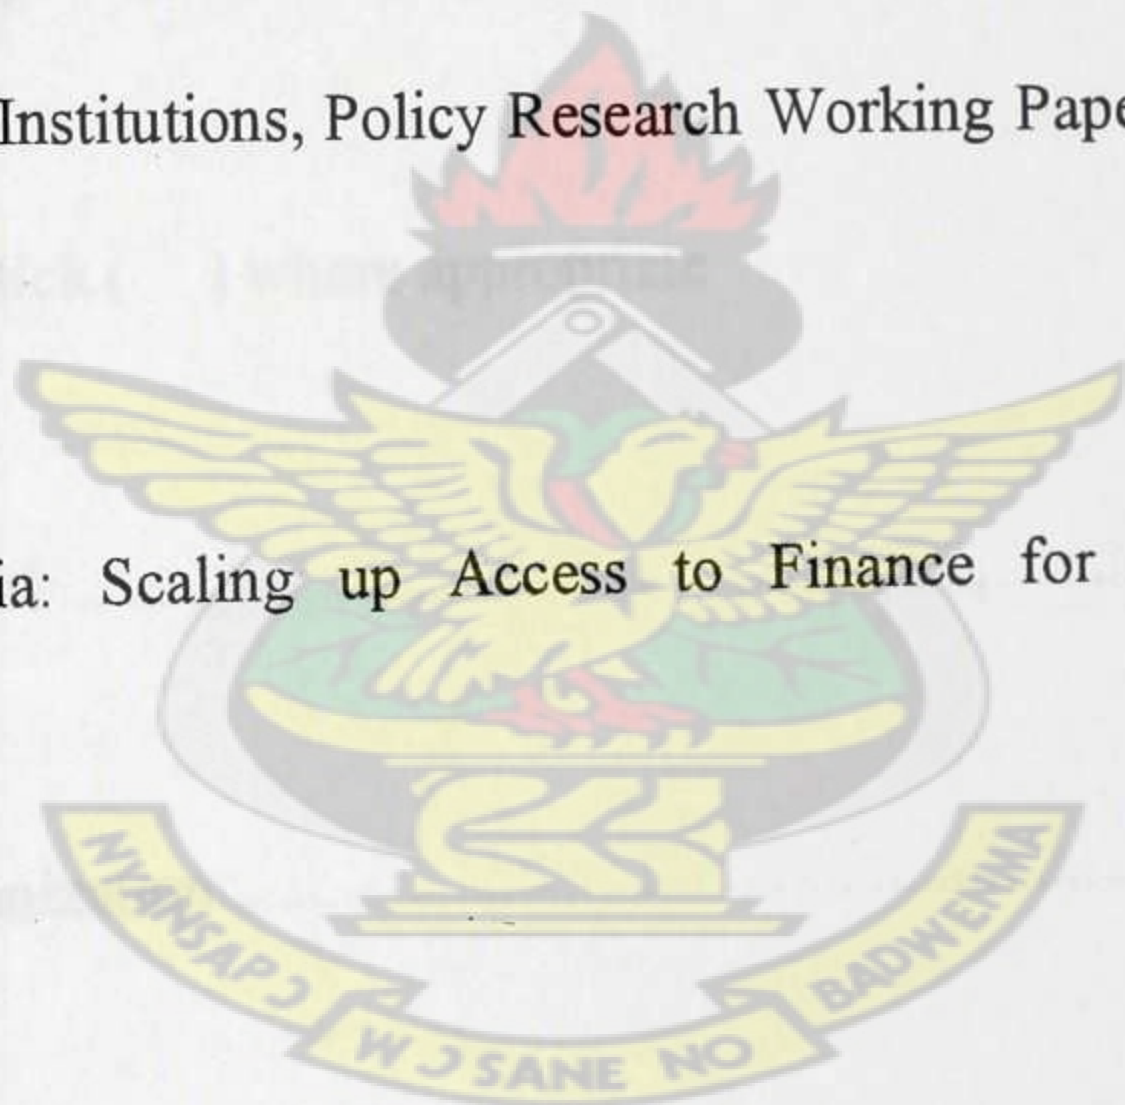 Institutions, Policy Research Working Pape
ia: Scaling up Access to Finance for
NYANSAPƆ
WƆSANE NO
BADWENMA